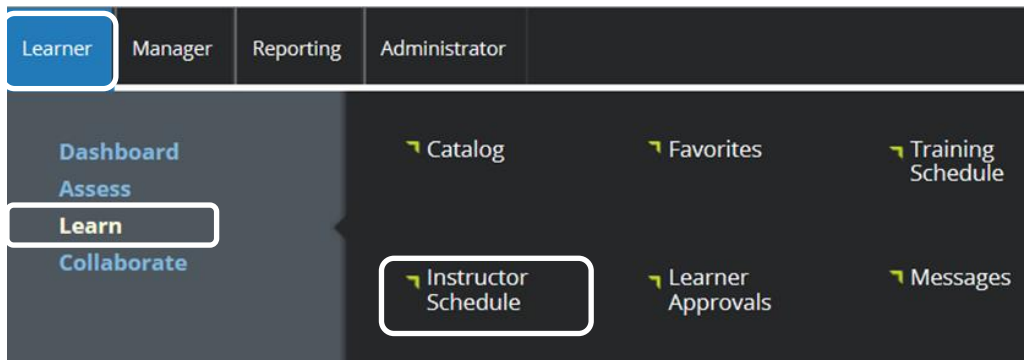 Learner Manager Reporting Administrator
Dashboard
Assess
Learn
Collaborate
Catalog
Favorites
Training
Schedule
Instructor
Schedule
Learner
Approvals
Messages